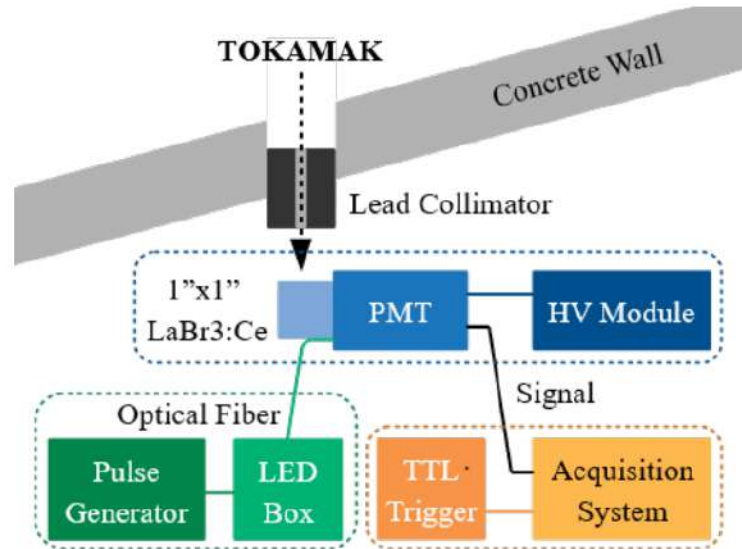 TOKAMAK
Concrete Wall
Lead Collimator
1”x1”
LaBr3:Ce
PMT
HV Module
Signal
Optical Fiber
Pulse
Generator
LED
Box
TTL
Trigger
Acquisition
System